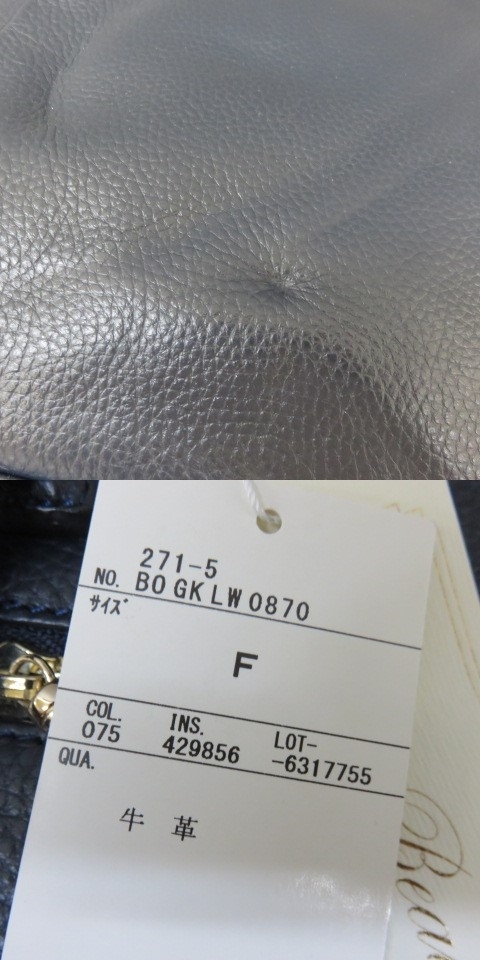 271-5
NO. BO GK LW 0870
ｻｲｽﾞ
F
COL. INS. LOT-
075 429856 -6317755
QUA.
牛 革